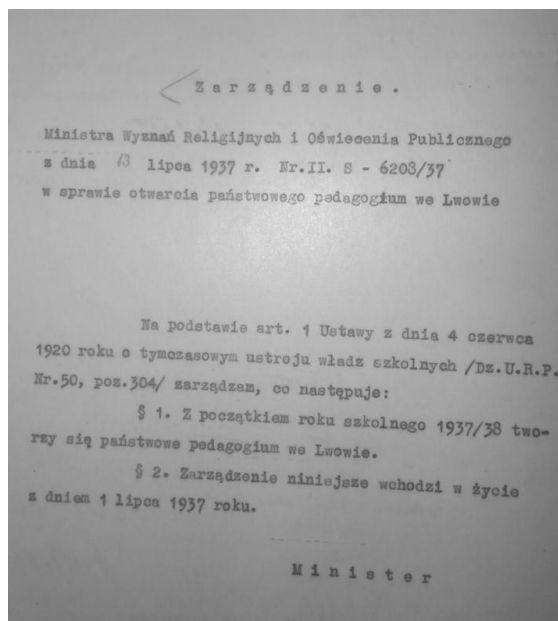 Zarządzenie.
Ministra Wyznań Religijnych i Oświecenia Publicznego
z dnia 13 lipca 1937 r. Nr.II. S - 6208/37
w sprawie otwarcia państwowego pedagogium we Lwowie
Na podstawie art. 1 Ustawy z dnia 4 czerwca
1920 roku o tymczasowym ustroju władz szkolnych /Dz.U.R.P.
Nr.50, poz.304/ zarządzam, co następuje:
§ 1. Z początkiem roku szkolnego 1937/38 two-
rzy się państwowe pedagogium we Lwowie.
§ 2. Zarządzenie niniejsze wchodzi w życie
z dniem 1 lipca 1937 roku.
Minister